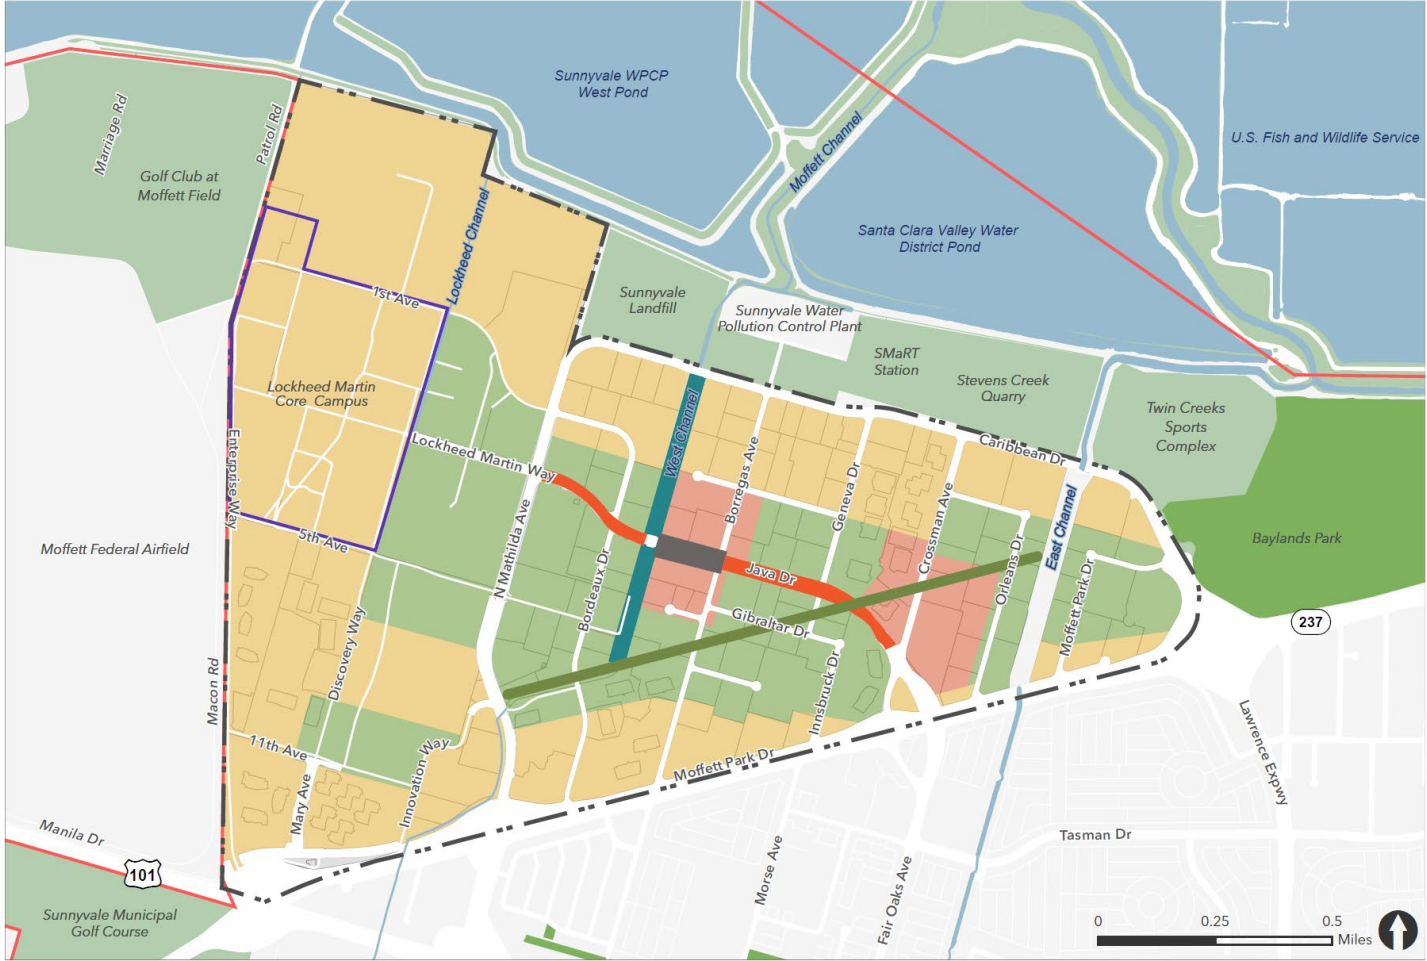 Sunnyvale WPCP
West Pond
Marriage Rd
Patrol Rd
Moffett Channel
U.S. Fish and Wildlife Service
Golf Club at
Moffett Field
Lockheed Channel
Santa Clara Valley Water
District Pond
1st Ave
Sunnyvale
Landfill
Sunnyvale Water
Pollution Control Plant
SMaRT
Station
Stevens Creek
Quarry
Lockheed Martin
Core Campus
Twin Creeks
Sports
Complex
West Channel
Lockheed Martin Way
Caribbean Dr
Enterprise Way
Borregas Ave
Geneva Dr
Crossman Ave
East Channel
5th Ave
N Mathilda Ave
Moffett Federal Airfield
Baylands Park
Bordeaux Dr
Java Dr
Orleans Dr
Moffett Park Dr
Gibraltar Dr
237
Discovery Way
Macon Rd
Innsbruck Dr
11th Ave
Innovation Way
Moffett Park Dr
Lawrence Expy
Mary Ave
Manila Dr
101
Tasman Dr
Morse Ave
Fair Oaks Ave
Sunnyvale Municipal
Golf Course
0 0.25 0.5
Miles